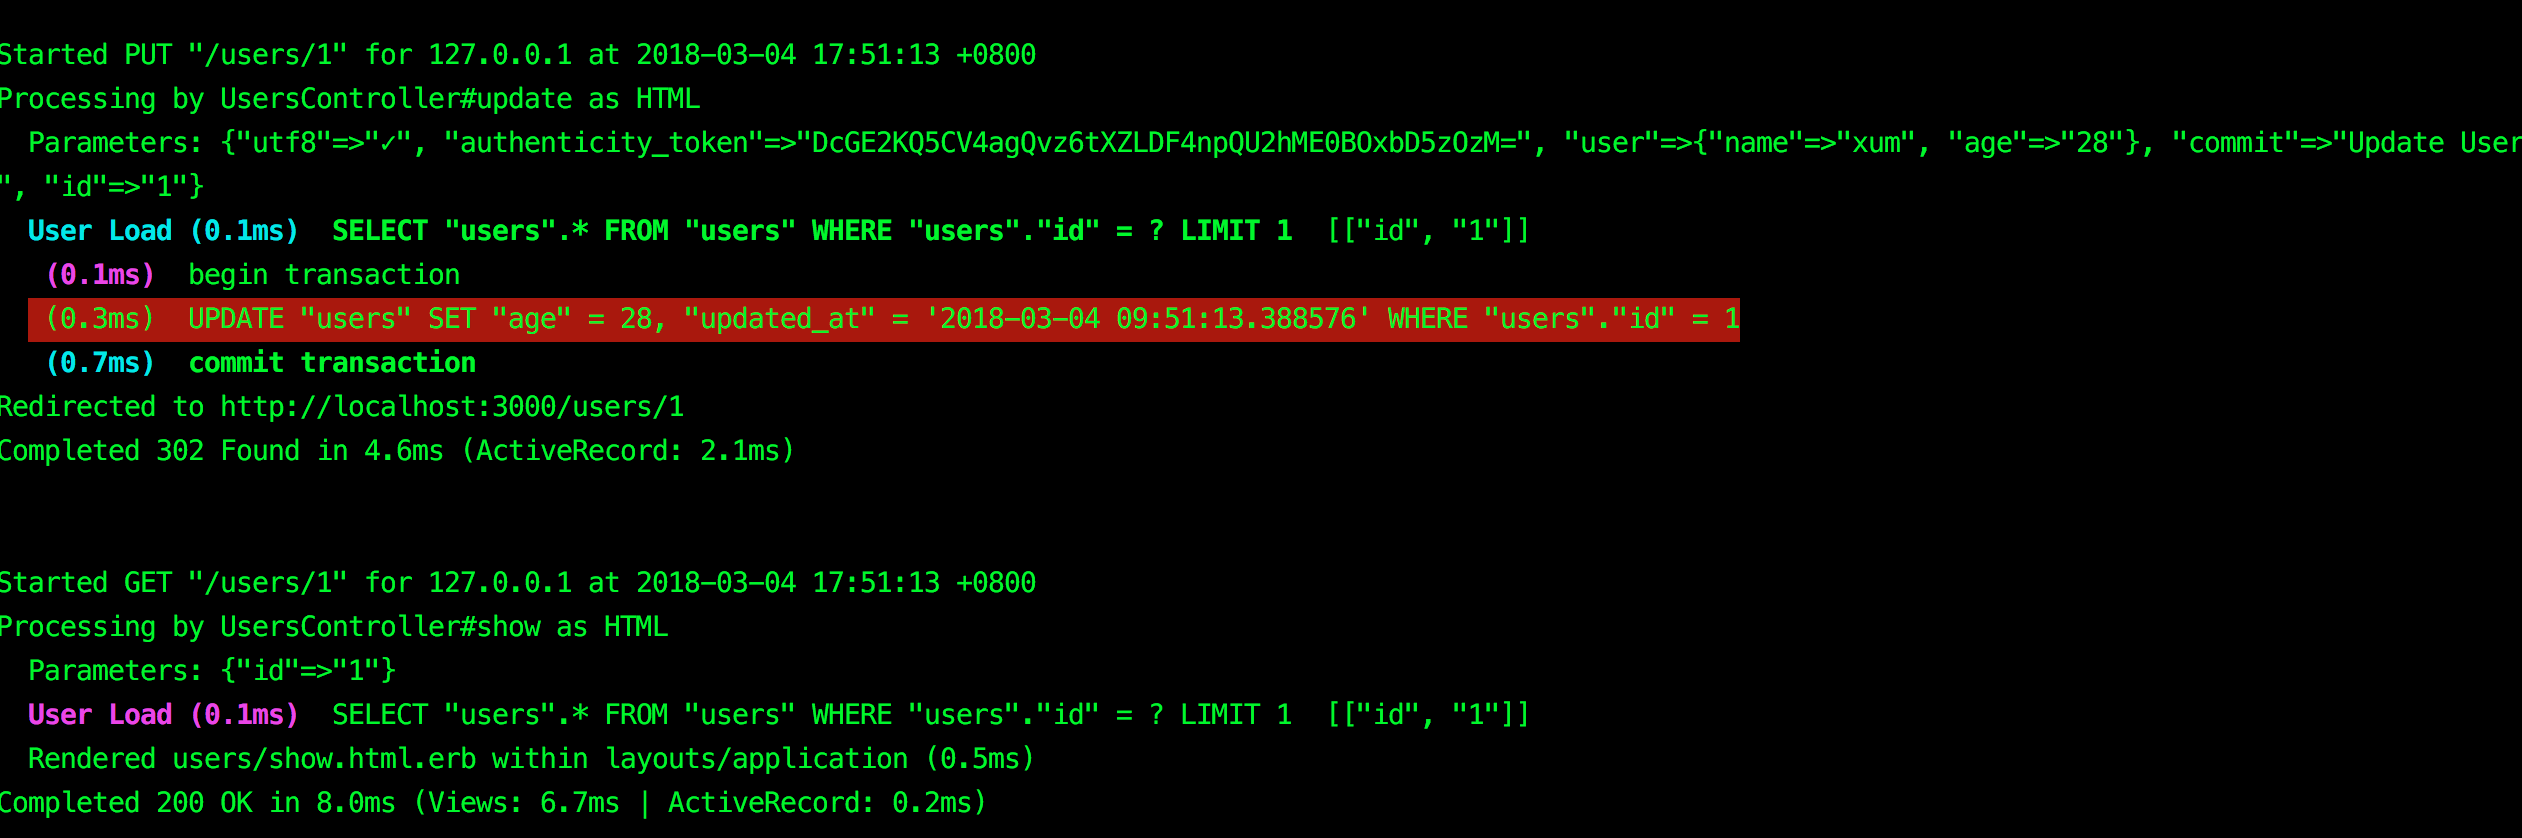 Started PUT "/users/1" for 127.0.0.1 at 2018-03-04 17:51:13 +0800
Processing by UsersController#update as HTML
  Parameters: {"utf8"=>"✓", "authenticity_token"=>"DcGE2KQ5CV4agQvz6tXZLDF4npQU2hME0BOxbD5zOzM=", "user"=>{"name"=>"xum", "age"=>"28"}, "commit"=>"Update User
", "id"=>"1"}
  User Load (0.1ms)  SELECT "users".* FROM "users" WHERE "users"."id" = ? LIMIT 1  [["id", "1"]]
   (0.1ms)  begin transaction
   (0.3ms)  UPDATE "users" SET "age" = 28, "updated_at" = '2018-03-04 09:51:13.388576' WHERE "users"."id" = 1
   (0.7ms)  commit transaction
Redirected to http://localhost:3000/users/1
Completed 302 Found in 4.6ms (ActiveRecord: 2.1ms)
Started GET "/users/1" for 127.0.0.1 at 2018-03-04 17:51:13 +0800
Processing by UsersController#show as HTML
  Parameters: {"id"=>"1"}
  User Load (0.1ms)  SELECT "users".* FROM "users" WHERE "users"."id" = ? LIMIT 1  [["id", "1"]]
  Rendered users/show.html.erb within layouts/application (0.5ms)
Completed 200 OK in 8.0ms (Views: 6.7ms | ActiveRecord: 0.2ms)